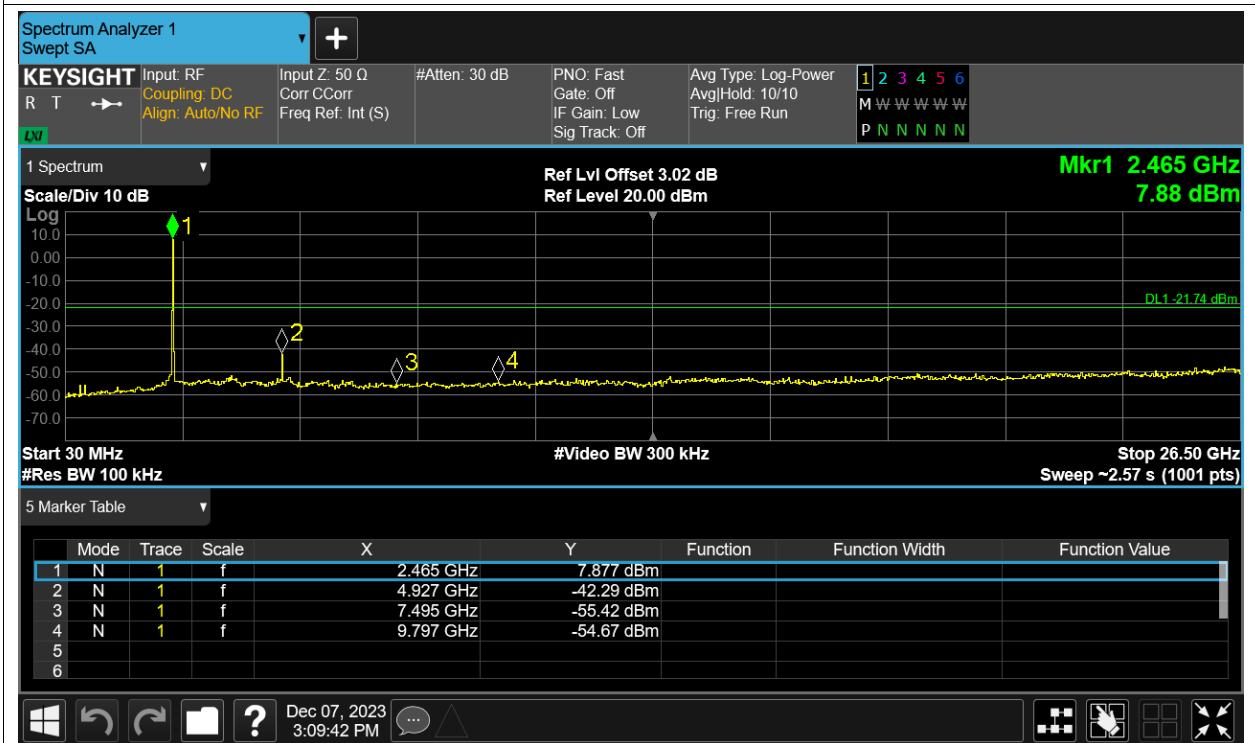 Spectrum Analyzer 1
Swept SA
KEYSIGHT
R T
LXI
Input: RF
Coupling: DC
Align: Auto/No RF
Input Z: 50 Ω
Corr CCorr
Freq Ref: Int (S)
#Atten: 30 dB
PNO: Fast
Gate: Off
IF Gain: Low
Sig Track: Off
Avg Type: Log-Power
Avg|Hold: 10/10
Trig: Free Run
1 2 3 4 5 6
M W W W W W
P N N N N N
1 Spectrum
Scale/Div 10 dB
Ref Lvl Offset 3.02 dB
Ref Level 20.00 dBm
Mkr1 2.465 GHz
7.88 dBm
Log
10.0
0.00
-10.0
-20.0
-30.0
-40.0
-50.0
-60.0
-70.0
1
2
3
4
DL1 -21.74 dBm
Start 30 MHz
#Res BW 100 kHz
#Video BW 300 kHz
Stop 26.50 GHz
Sweep ~2.57 s (1001 pts)
5 Marker Table
Mode Trace Scale X Y Function Function Width Function Value
1 N 1 f 2.465 GHz 7.877 dBm
2 N 1 f 4.927 GHz -42.29 dBm
3 N 1 f 7.495 GHz -55.42 dBm
4 N 1 f 9.797 GHz -54.67 dBm
5
6
?
Dec 07, 2023
3:09:42 PM